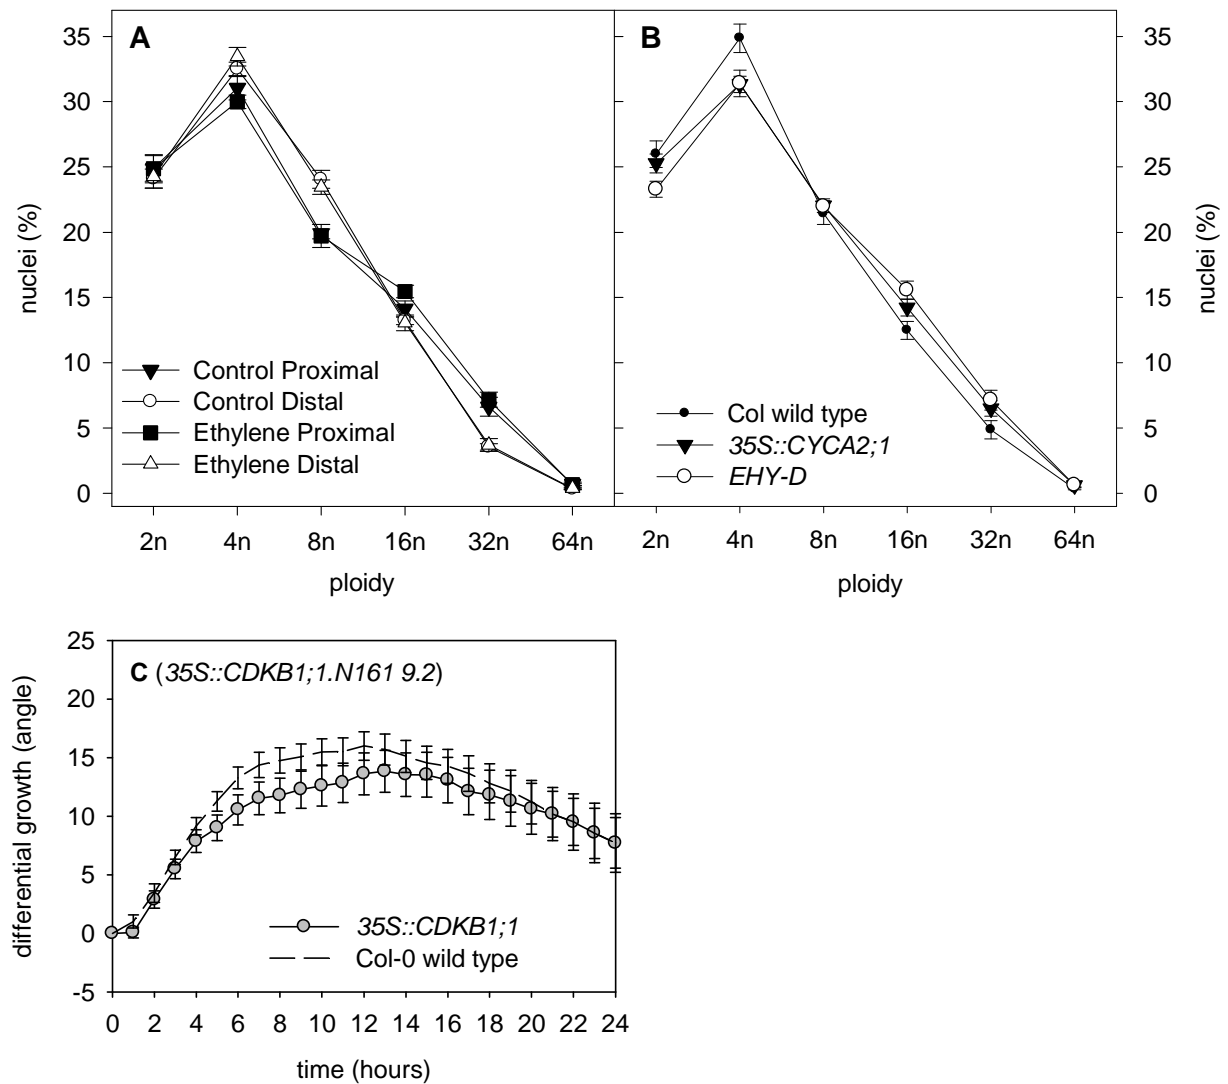 A
B
35
30
25
20
15
10
5
0
nuclei (%)
Control Proximal
Control Distal
Ethylene Proximal
Ethylene Distal
2n 4n 8n 16n 32n 64n
ploidy
Col wild type
35S::CYCA2;1
EHY-D
35
30
25
20
15
10
5
0
nuclei (%)
2n 4n 8n 16n 32n 64n
ploidy
C (35S::CDKB1;1.N161 9.2)
25
20
15
10
5
0
-5
differential growth (angle)
35S::CDKB1;1
Col-0 wild type
0 2 4 6 8 10 12 14 16 18 20 22 24
time (hours)